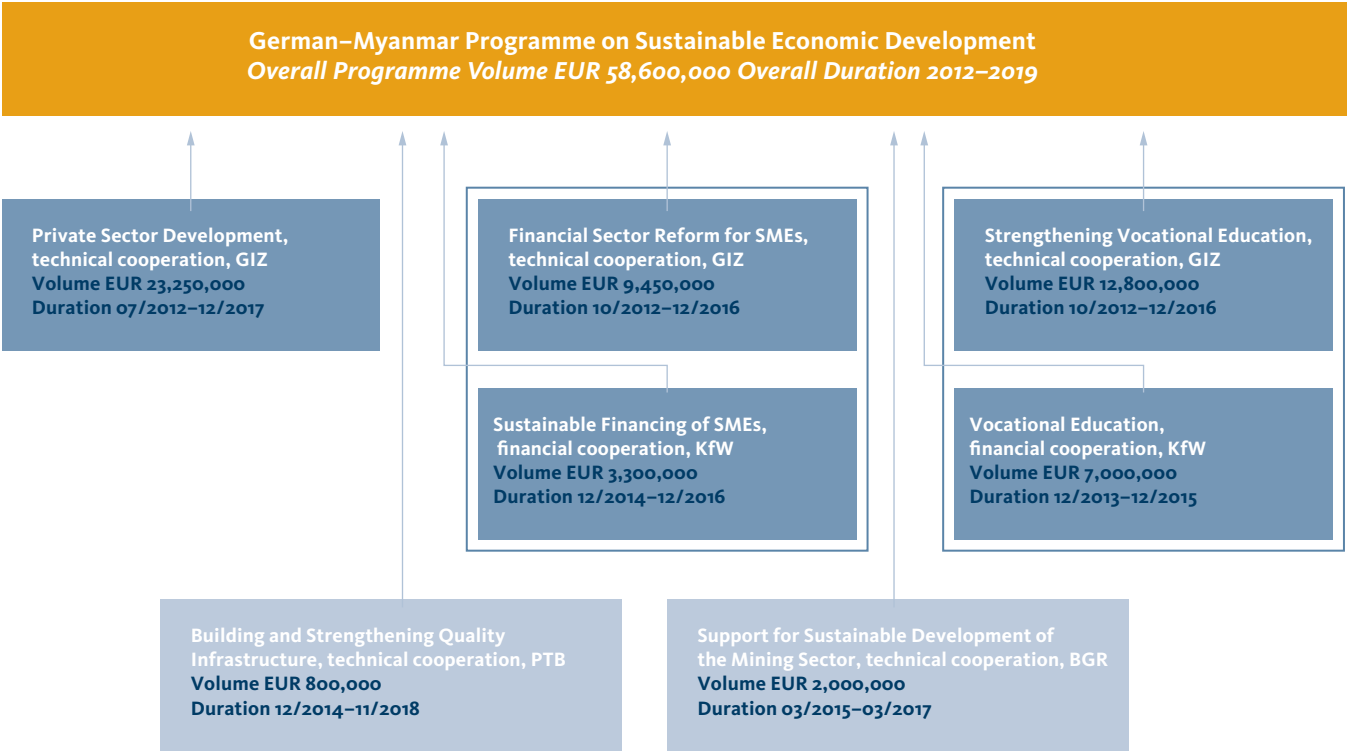 German–Myanmar Programme on Sustainable Economic Development
Overall Programme Volume EUR 58,600,000 Overall Duration 2012–2019
Private Sector Development,
technical cooperation, GIZ
Volume EUR 23,250,000
Duration 07/2012–12/2017
Financial Sector Reform for SMEs,
technical cooperation, GIZ
Volume EUR 9,450,000
Duration 10/2012–12/2016
Strengthening Vocational Education,
technical cooperation, GIZ
Volume EUR 12,800,000
Duration 10/2012–12/2016
Sustainable Financing of SMEs,
financial cooperation, KfW
Volume EUR 3,300,000
Duration 12/2014–12/2016
Vocational Education,
financial cooperation, KfW
Volume EUR 7,000,000
Duration 12/2013–12/2015
Building and Strengthening Quality
Infrastructure, technical cooperation, PTB
Volume EUR 800,000
Duration 12/2014–11/2018
Support for Sustainable Development of
the Mining Sector, technical cooperation, BGR
Volume EUR 2,000,000
Duration 03/2015–03/2017